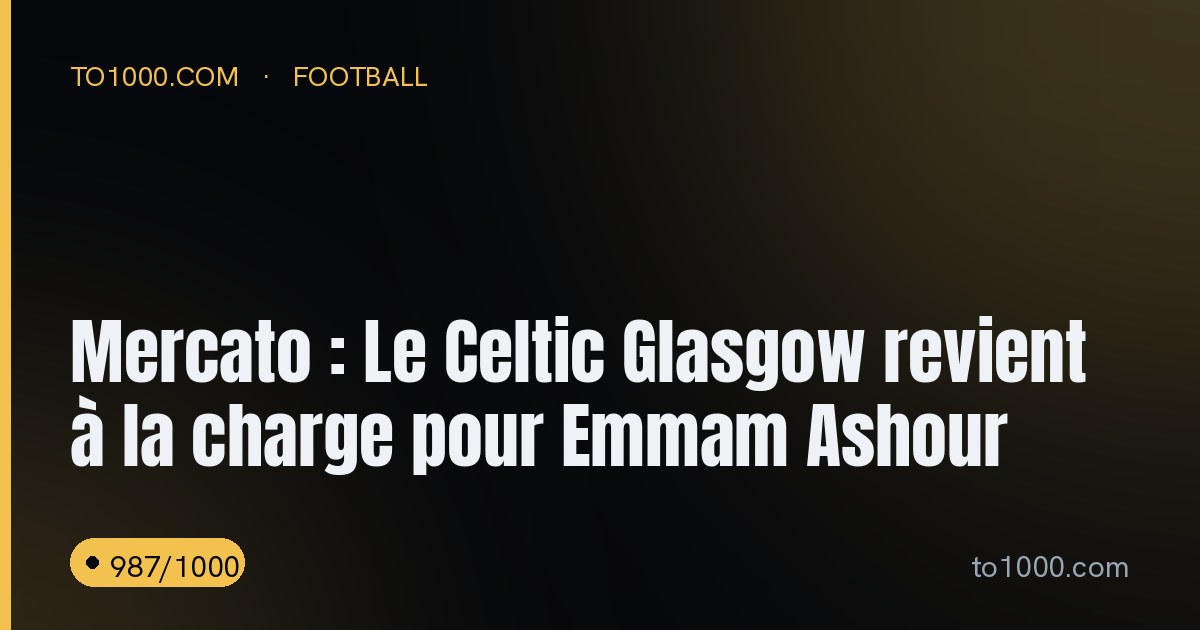 TO1000.COM · FOOTBALL
Mercato : Le Celtic Glasgow revient
à la charge pour Emmam Ashour
987/1000
to1000.com